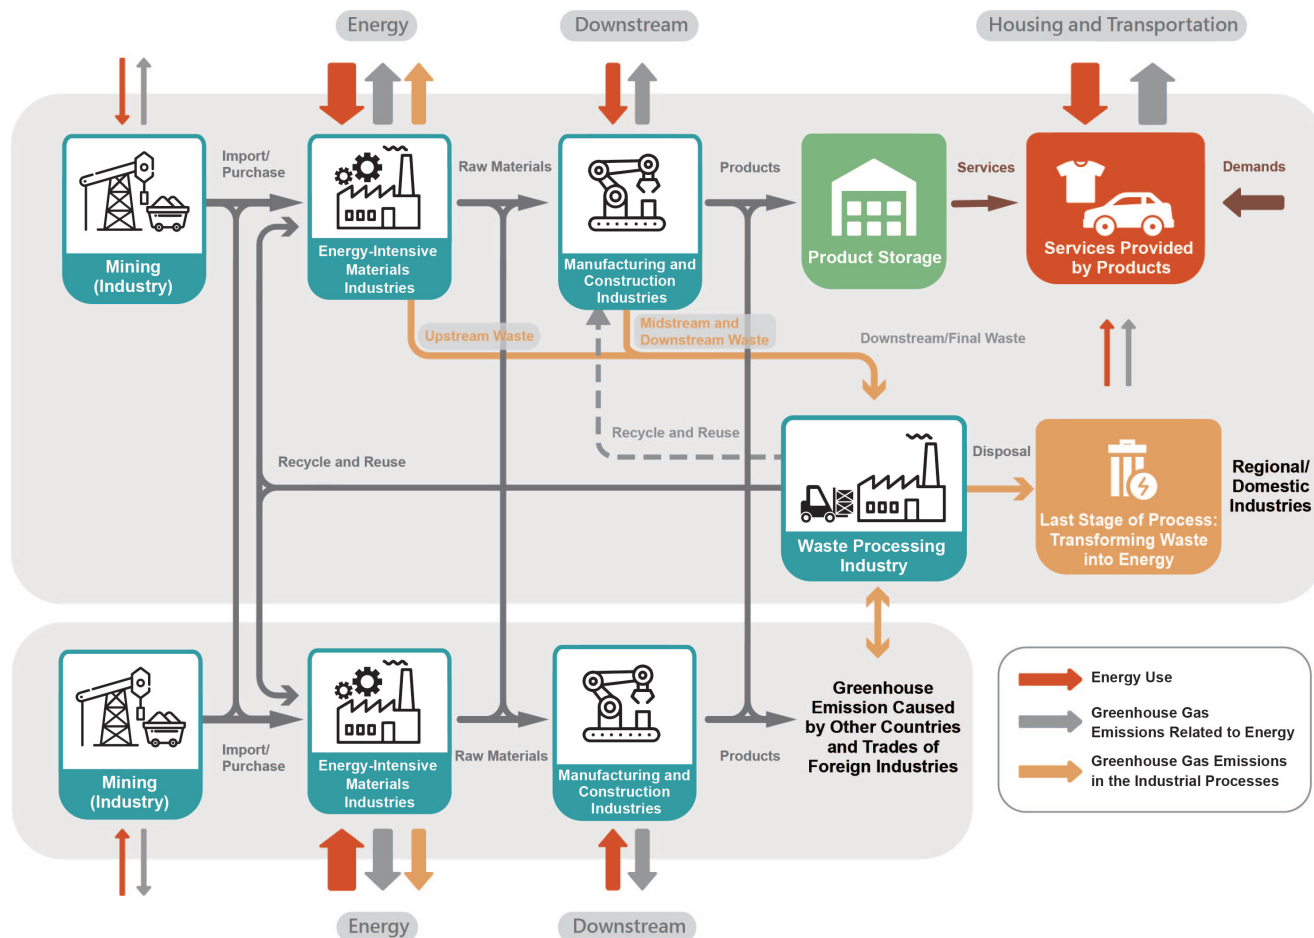 Energy
Downstream
Housing and Transportation
Import/
Purchase
Raw Materials
Products
Services
Demands
Mining
(Industry)
Energy-Intensive
Materials
Industries
Manufacturing and
Construction
Industries
Product Storage
Services Provided
by Products
Upstream Waste
Midstream and
Downstream Waste
Downstream/Final Waste
Recycle and Reuse
Recycle and Reuse
Disposal
Waste Processing
Industry
Last Stage of Process:
Transforming Waste
into Energy
Regional/
Domestic
Industries
Mining
(Industry)
Import/
Purchase
Energy-Intensive
Materials
Industries
Raw Materials
Manufacturing and
Construction
Industries
Products
Greenhouse
Emission Caused
by Other Countries
and Trades of
Foreign Industries
Energy Use
Greenhouse Gas
Emissions Related to Energy
Greenhouse Gas Emissions
in the Industrial Processes
Energy
Downstream